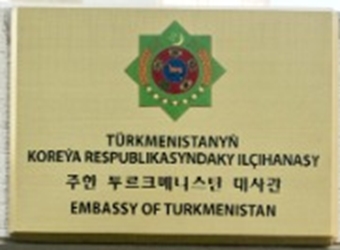 TÜRKMENISTANYŇ
KOREÝA RESPUBLIKASYNDAKY ILÇIHANASY
주한 투르크메니스탄 대사관
EMBASSY OF TURKMENISTAN